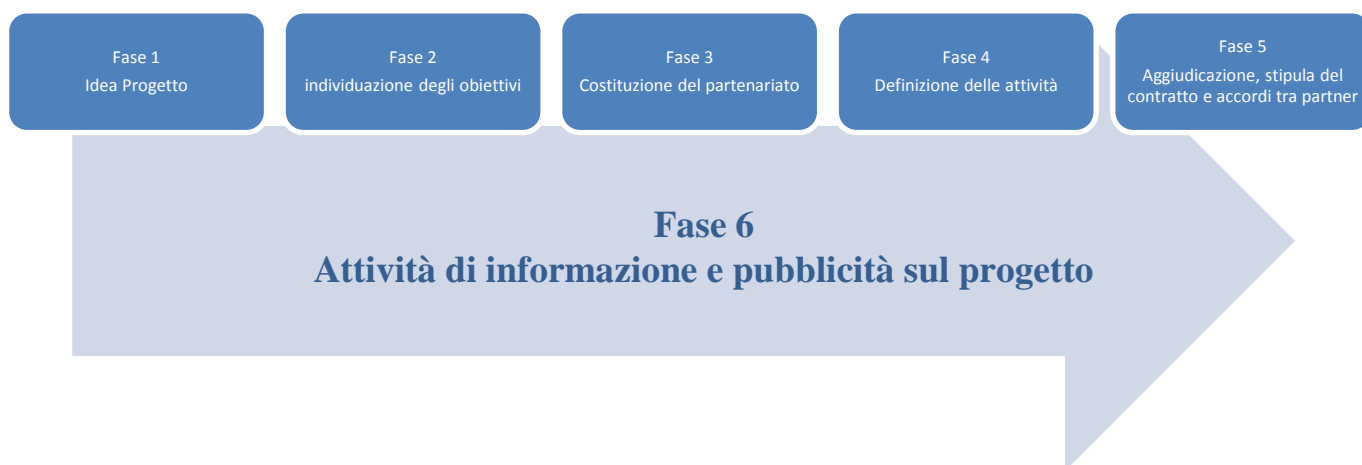 Fase 1
Idea Progetto
Fase 2
individuazione degli obiettivi
Fase 3
Costituzione del partenariato
Fase 4
Definizione delle attività
Fase 5
Aggiudicazione, stipula del
contratto e accordi tra partner
Fase 6
Attività di informazione e pubblicità sul progetto